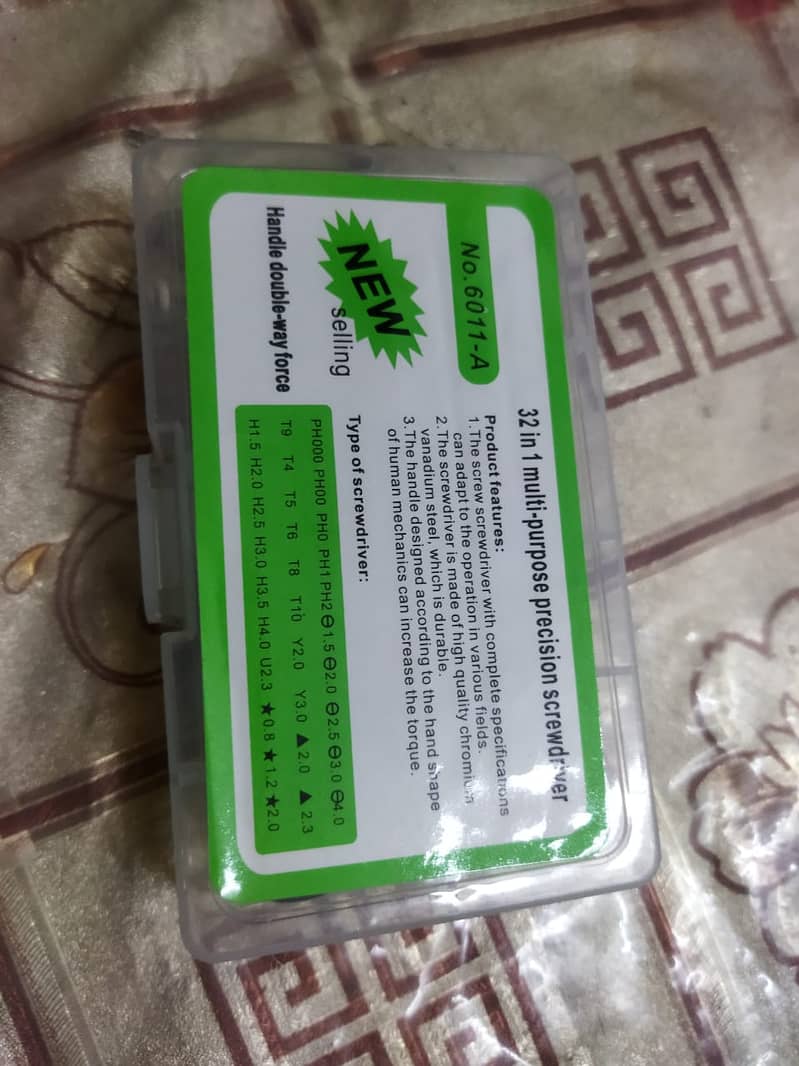 32 in 1 multi-purpose precision screwdriver
No.6011-A
Product features:
1.The screw screwdriver with complete specifications
can adapt to the operation in various fields.
2.The screwdriver is made of high quality chromium
vanadium steel, which is durable.
3.The handle designed according to the hand shape
of human mechanics can increase the torque.
NEW
selling
Handle double-way force
Type of screwdriver:
PH000 PH00 PH0 PH1 PH2 ⊖1.5 ⊖2.0 ⊖2.5 ⊖3.0 ⊖4.0
T9 T4 T5 T6 T8 T10 Y2.0 Y3.0 ▲2.0 ▲2.3
H1.5 H2.0 H2.5 H3.0 H3.5 H4.0 U2.3 ★0.8 ★1.2 ★2.0